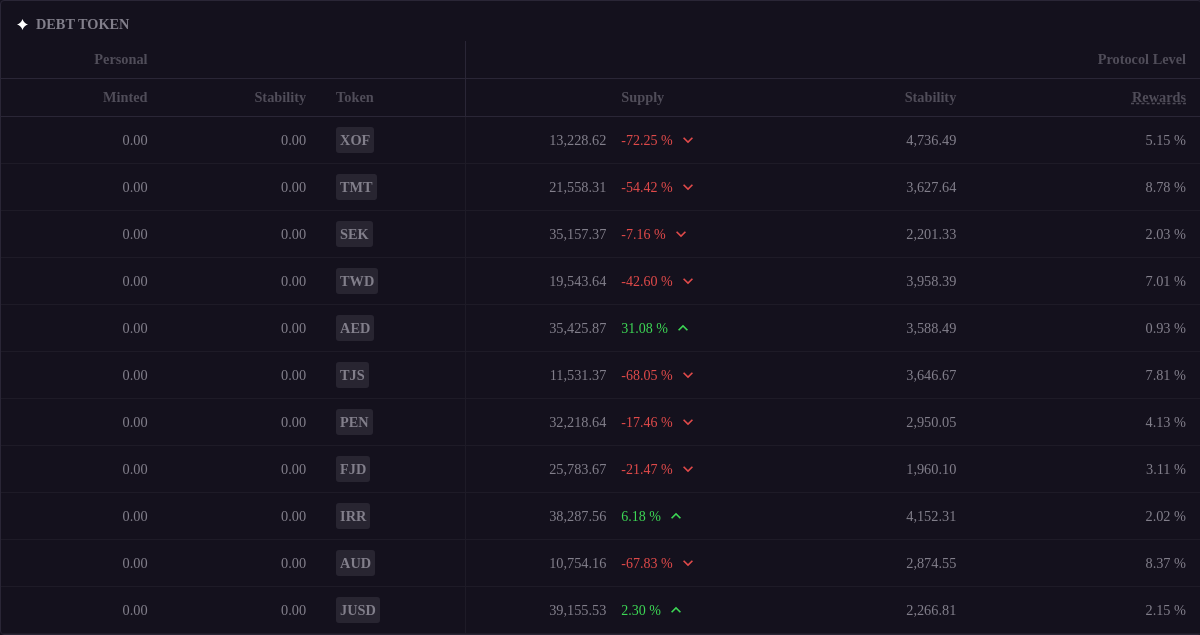 DEBT TOKEN
Personal Protocol Level
Minted Stability Token Supply Stability Rewards
0.00 0.00 XOF 13,228.62 -72.25 % 4,736.49 5.15 %
0.00 0.00 TMT 21,558.31 -54.42 % 3,627.64 8.78 %
0.00 0.00 SEK 35,157.37 -7.16 % 2,201.33 2.03 %
0.00 0.00 TWD 19,543.64 -42.60 % 3,958.39 7.01 %
0.00 0.00 AED 35,425.87 31.08 % 3,588.49 0.93 %
0.00 0.00 TJS 11,531.37 -68.05 % 3,646.67 7.81 %
0.00 0.00 PEN 32,218.64 -17.46 % 2,950.05 4.13 %
0.00 0.00 FJD 25,783.67 -21.47 % 1,960.10 3.11 %
0.00 0.00 IRR 38,287.56 6.18 % 4,152.31 2.02 %
0.00 0.00 AUD 10,754.16 -67.83 % 2,874.55 8.37 %
0.00 0.00 JUSD 39,155.53 2.30 % 2,266.81 2.15 %